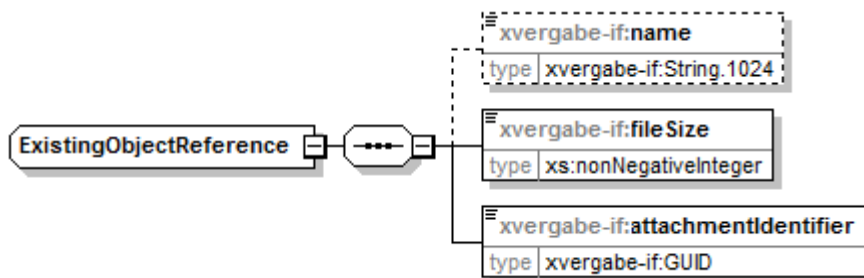 xvergabe-if:name
type xvergabe-if:String.1024
ExistingObjectReference
xvergabe-if:fileSize
type xs:nonNegativeInteger
xvergabe-if:attachmentIdentifier
type xvergabe-if:GUID